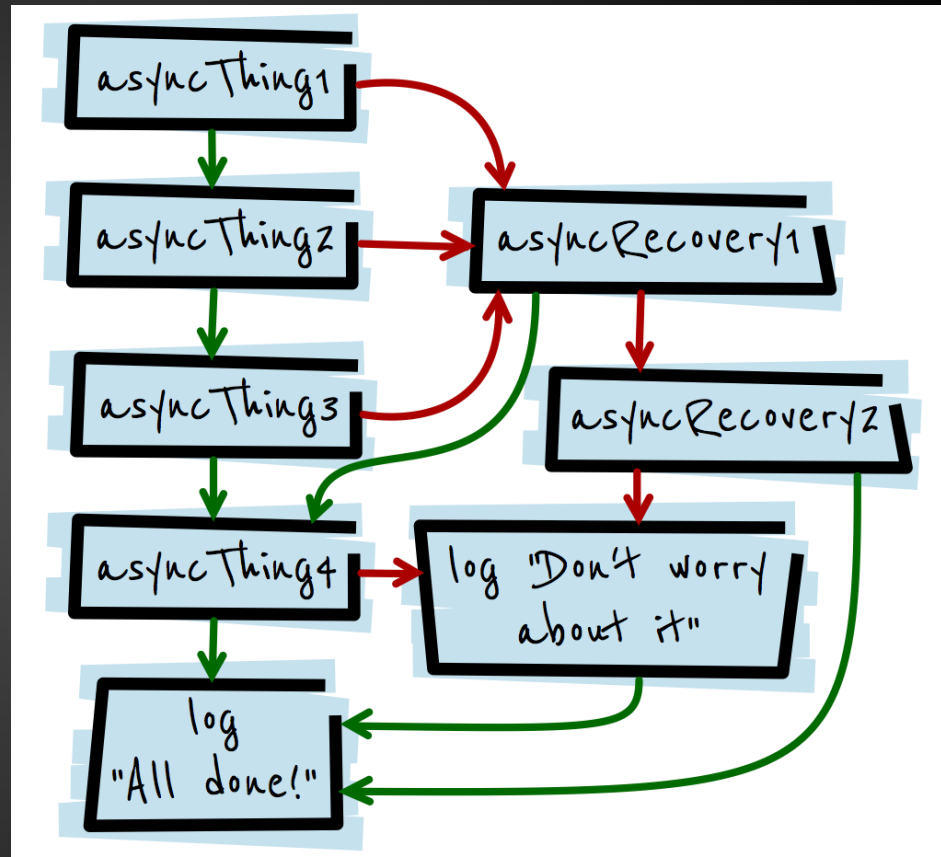 asyncThing1
asyncThing2
asyncRecovery1
asyncThing3
asyncRecovery2
asyncThing4
log "Don't worry
about it"
log
"All done!"